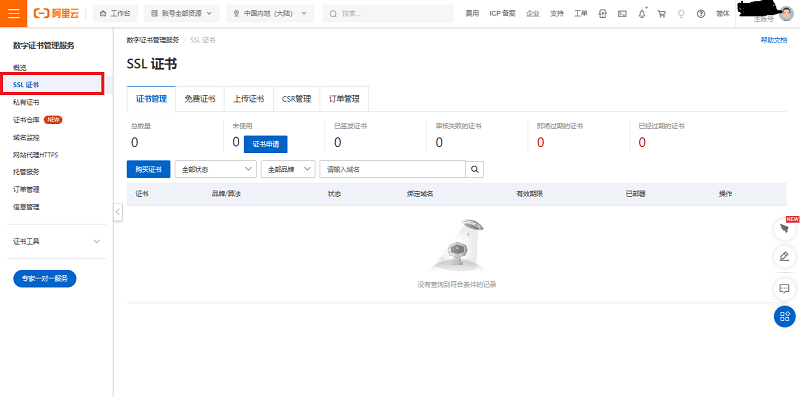 阿里云
工作台
账号全部资源
中国内地（大陆）
搜索...
费用
ICP 备案
企业
支持
工单
简体
主账号
数字证书管理服务
概览
SSL 证书
私有证书
证书仓库 NEW
域名监控
网站代理HTTPS
托管服务
订单管理
信息管理
证书工具
专家一对一服务
数字证书管理服务 / SSL 证书
帮助文档
SSL 证书
证书管理
免费证书
上传证书
CSR管理
订单管理
总数量
未使用
已签发证书
审核失败的证书
即将过期的证书
已经过期的证书
0
0
证书申请
0
0
0
0
购买证书
全部状态
全部品牌
请输入域名
证书
品牌/算法
状态
绑定域名
有效期限
已部署
操作
没有查询到符合条件的记录
NEW